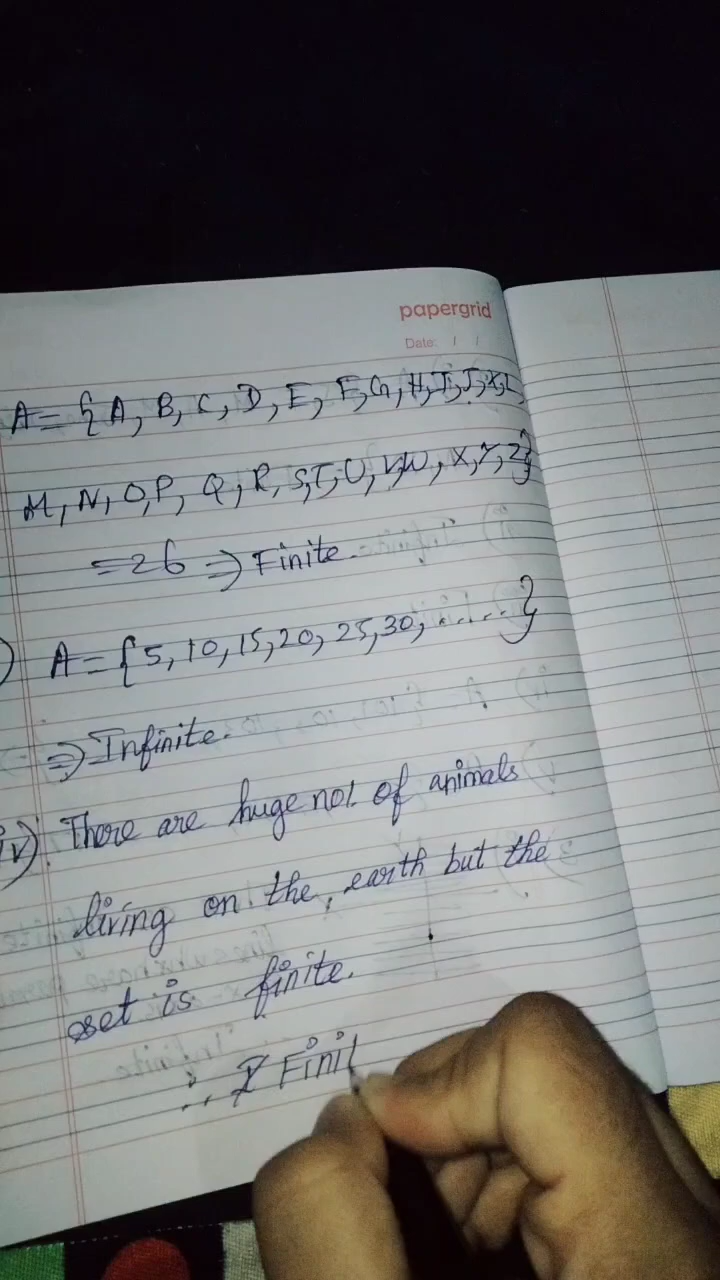 papergrid
Date: / /
A = { A, B, C, D, E, F, G, H, I, J, K, L
M, N, O, P, Q, R, S, T, U, V, W, X, Y, Z}
= 26 ⇒ Finite.
) A = { 5, 10, 15, 20, 25, 30, ...... }
⇒ Infinite.
iv) There are huge no. of animals
living on the earth but the
set is finite.
∴ Finit